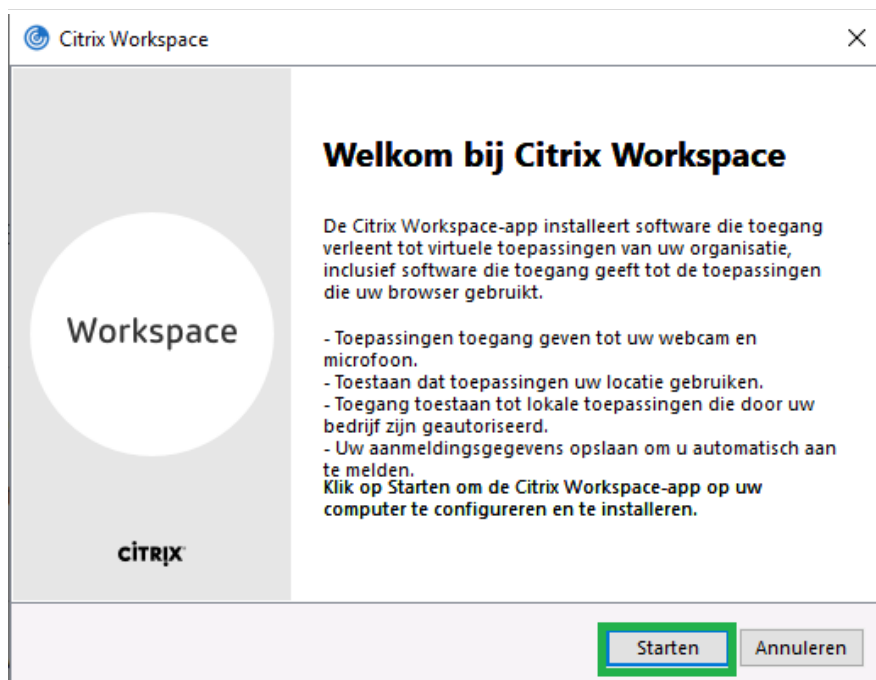 Citrix Workspace
Welkom bij Citrix Workspace
De Citrix Workspace-app installeert software die toegang
verleent tot virtuele toepassingen van uw organisatie,
inclusief software die toegang geeft tot de toepassingen
die uw browser gebruikt.
- Toepassingen toegang geven tot uw webcam en
microfoon.
- Toestaan dat toepassingen uw locatie gebruiken.
- Toegang toestaan tot lokale toepassingen die door uw
bedrijf zijn geautoriseerd.
- Uw aanmeldingsgegevens opslaan om u automatisch aan
te melden.
Klik op Starten om de Citrix Workspace-app op uw
computer te configureren en te installeren.
Workspace
CİTRỊX
Starten
Annuleren